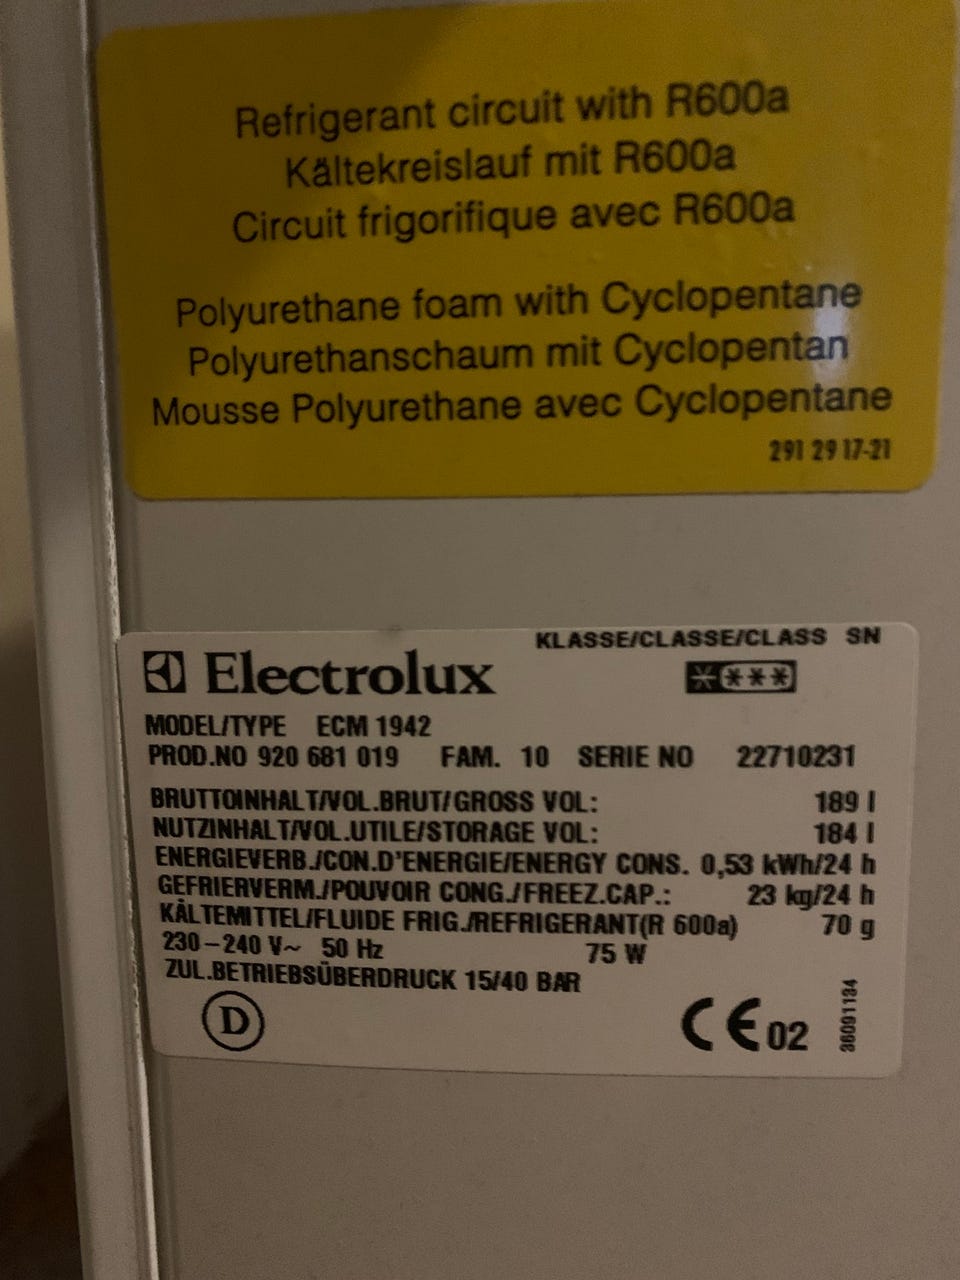 Refrigerant circuit with R600a
Kältekreislauf mit R600a
Circuit frigorifique avec R600a
Polyurethane foam with Cyclopentane
Polyurethanschaum mit Cyclopentan
Mousse Polyurethane avec Cyclopentane
291 29 17-21
KLASSE/CLASSE/CLASS SN
Electrolux
MODEL/TYPE ECM 1942
PROD.NO 920 681 019 FAM. 10 SERIE NO 22710231
BRUTTOINHALT/VOL.BRUT/GROSS VOL: 189 l
NUTZINHALT/VOL.UTILE/STORAGE VOL: 184 l
ENERGIEVERB./CON.D'ENERGIE/ENERGY CONS. 0,53 kWh/24 h
GEFRIERVERM./POUVOIR CONG./FREEZ.CAP.: 23 kg/24 h
KÄLTEMITTEL/FLUIDE FRIG./REFRIGERANT(R 600a) 70 g
230-240 V~ 50 Hz 75 W
ZUL.BETRIEBSÜBERDRUCK 15/40 BAR
D
CE 02
36091134